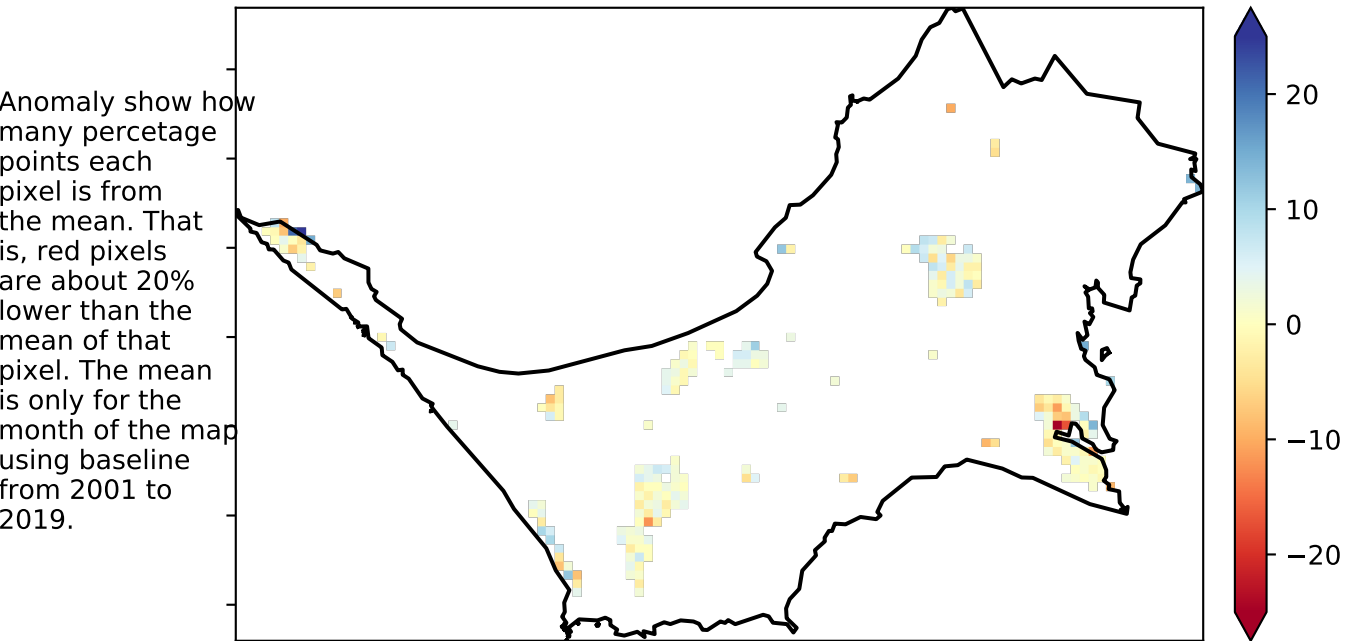 Anomaly show how
many percetage
points each
pixel is from
the mean. That
is, red pixels
are about 20%
lower than the
mean of that
pixel. The mean
is only for the
month of the map
using baseline
from 2001 to
2019.
20
10
0
−10
−20